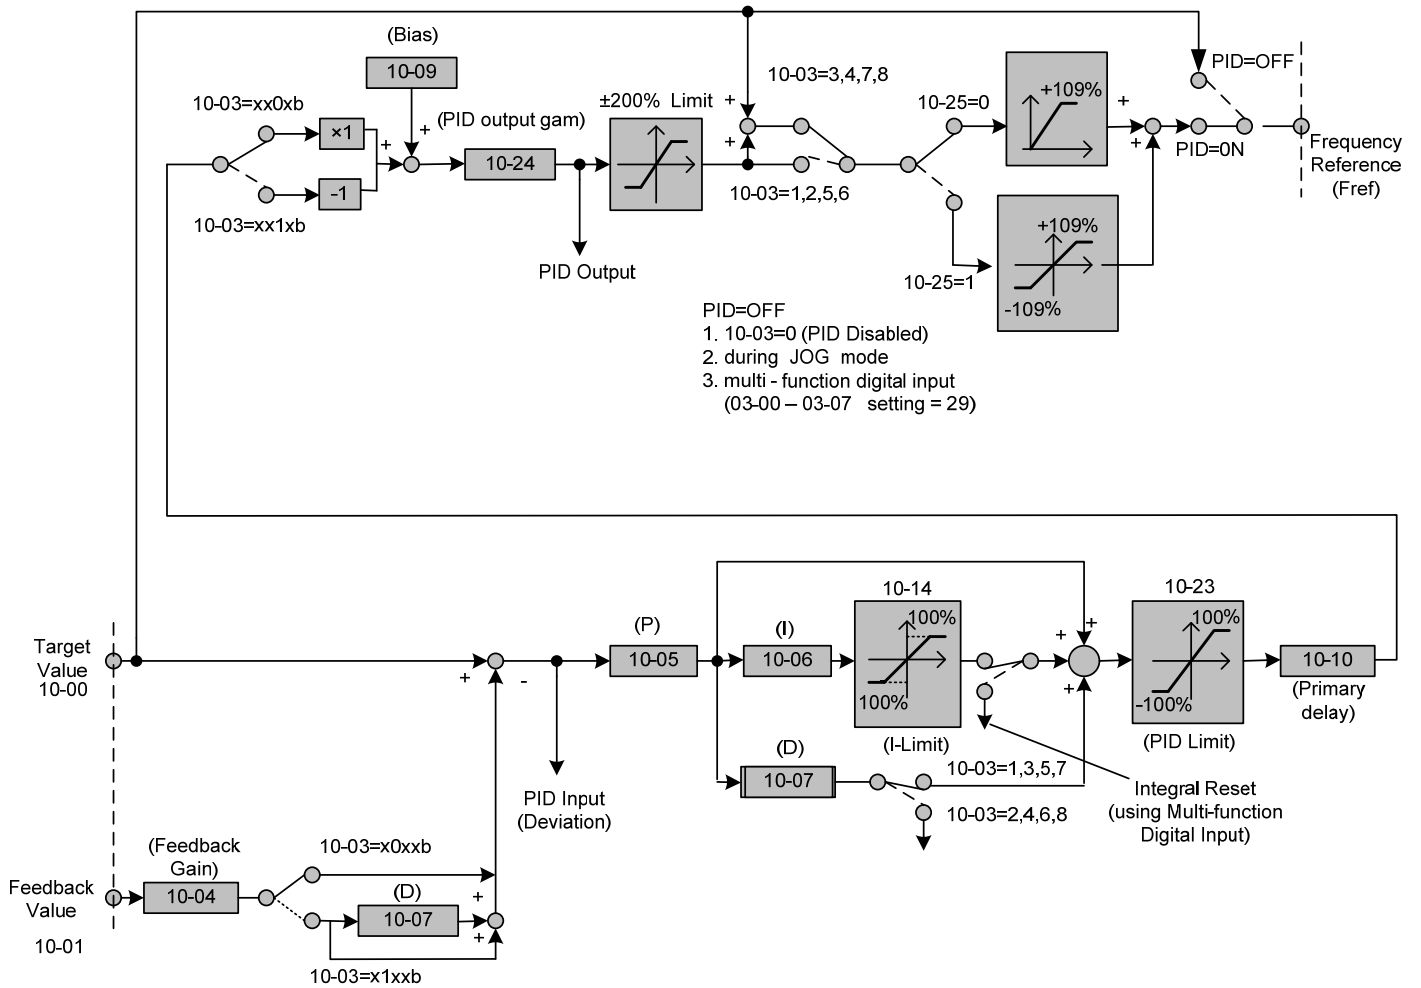 (Bias)
10-09
PID=OFF
10-03=3,4,7,8
10-03=xx0xb
×1
+
(PID output gam)
±200% Limit
+
+109%
10-25=0
+
+
10-24
+
+
PID=0N
Frequency
Reference
(Fref)
-1
10-03=1,2,5,6
10-03=xx1xb
+109%
PID Output
10-25=1
-109%
PID=OFF
1. 10-03=0 (PID Disabled)
2. during JOG mode
3. multi - function digital input
(03-00 – 03-07 setting = 29)
10-14
10-23
100%
100%
Target
Value
10-00
(P)
(I)
+
+
10-05
10-06
10-10
+
-
+
100%
-100%
(Primary
delay)
(I-Limit)
(PID Limit)
(D)
10-07
10-03=1,3,5,7
10-03=2,4,6,8
Integral Reset
(using Multi-function
Digital Input)
PID Input
(Deviation)
(Feedback
Gain)
10-03=x0xxb
Feedback
Value
10-01
10-04
(D)
+
10-07
+
10-03=x1xxb